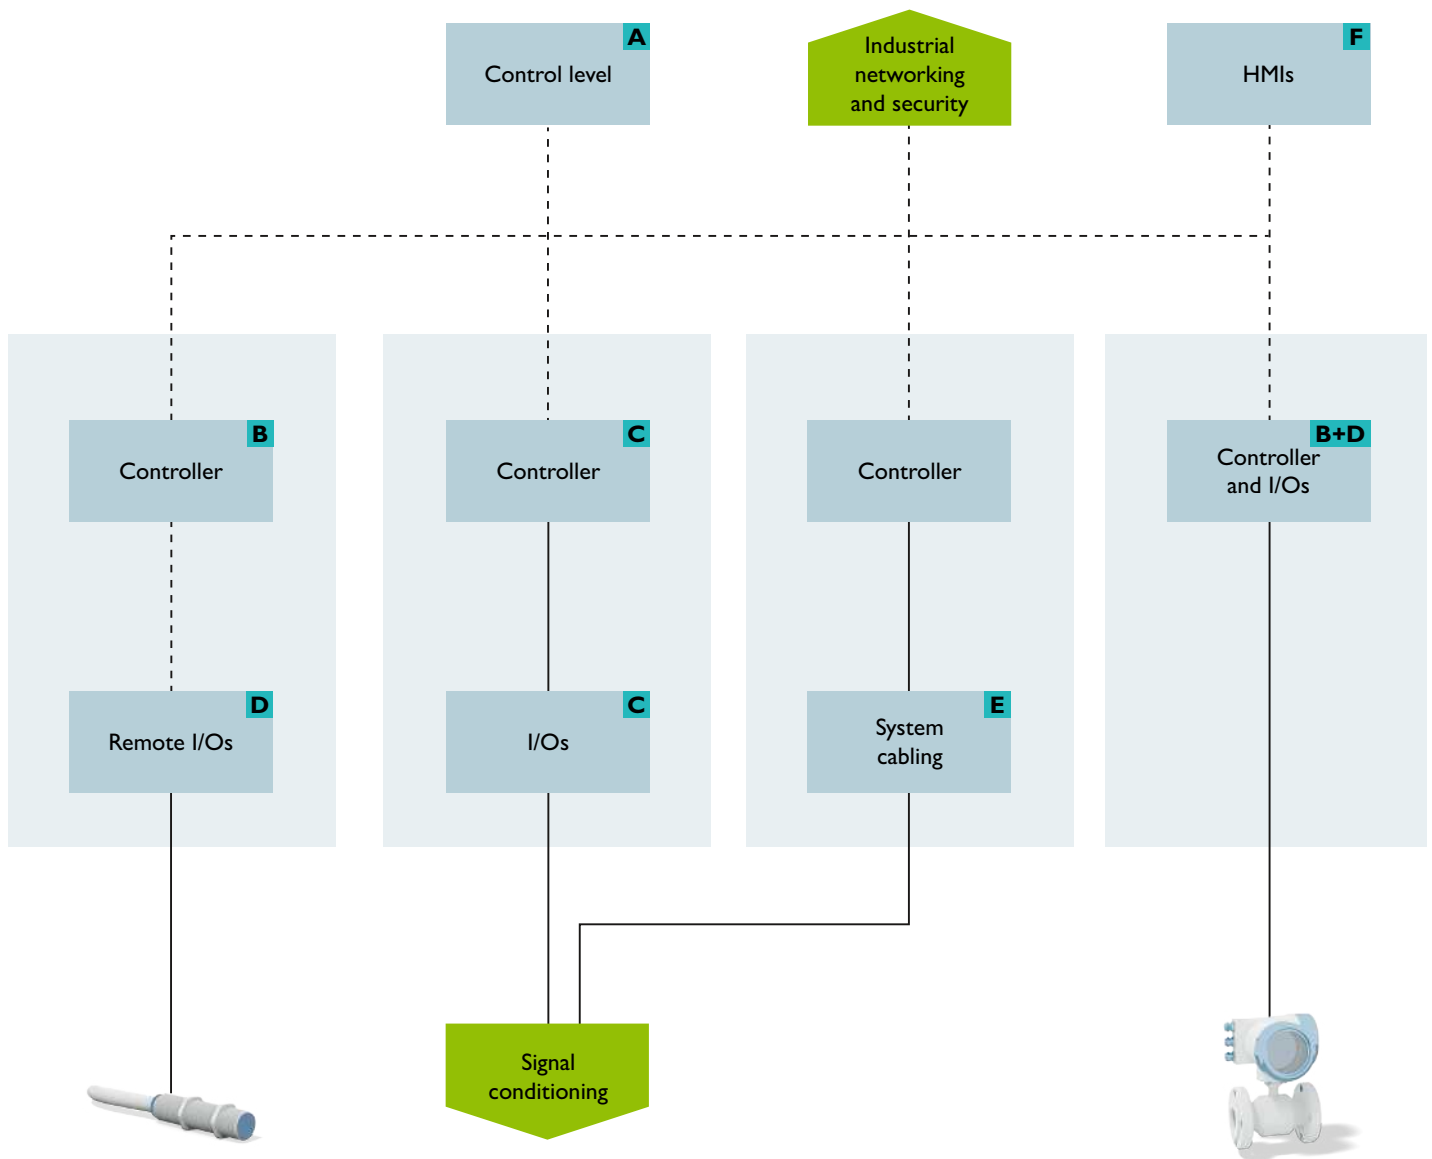 A
Control level
Industrial
networking
and security
F
HMIs
B
Controller
C
Controller
Controller
B+D
Controller
and I/Os
D
Remote I/Os
C
I/Os
E
System
cabling
Signal
conditioning